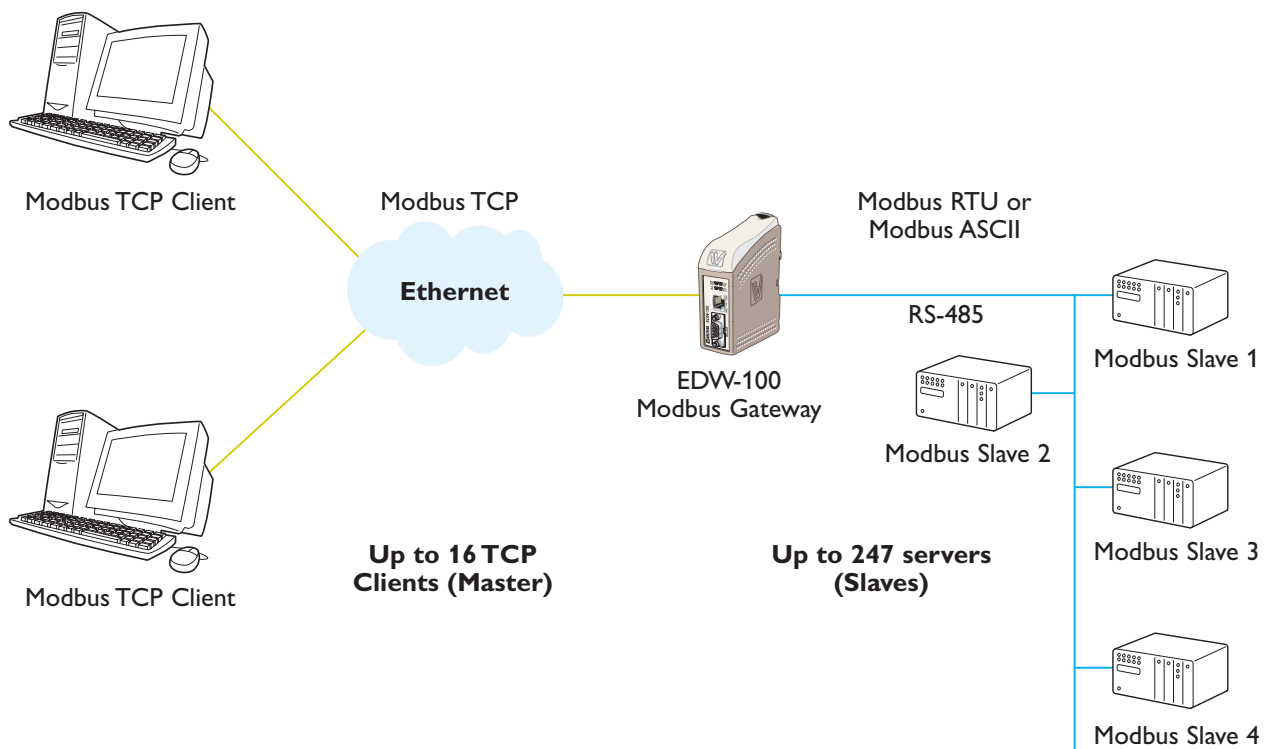 Modbus TCP Client
Modbus TCP
Ethernet
Modbus RTU or
Modbus ASCII
RS-485
EDW-100
Modbus Gateway
Modbus Slave 1
Modbus Slave 2
Modbus Slave 3
Up to 16 TCP
Clients (Master)
Up to 247 servers
(Slaves)
Modbus TCP Client
Modbus Slave 4